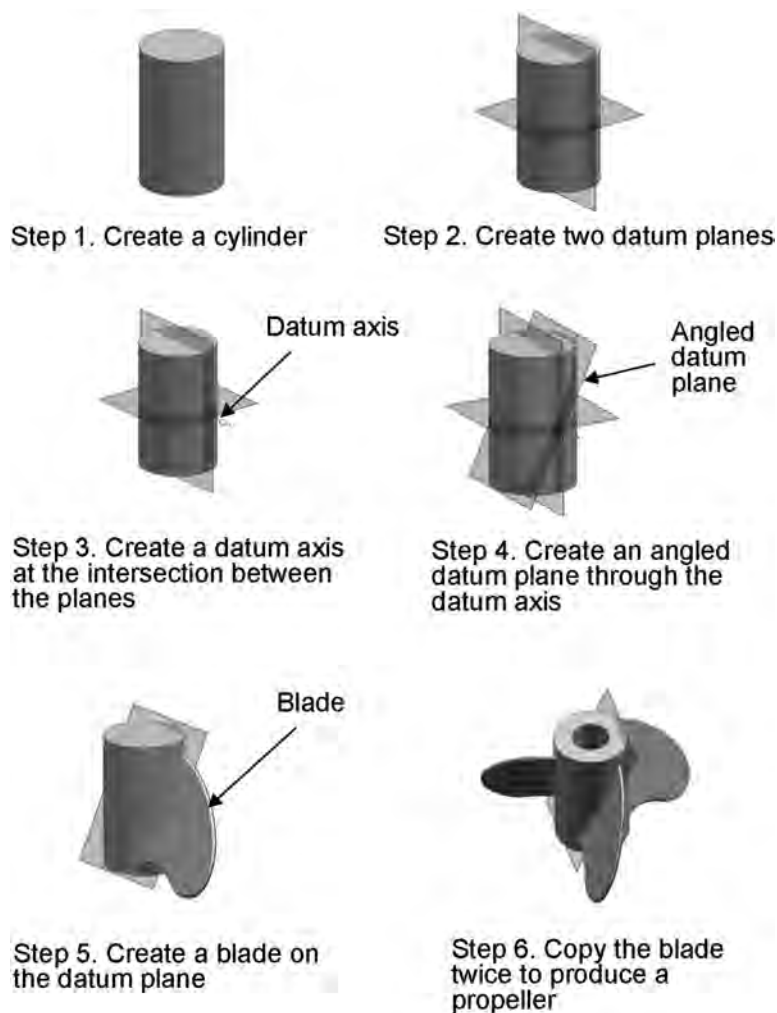 Step 1. Create a cylinder
Step 2. Create two datum planes
Datum axis
Angled
datum
plane
Step 3. Create a datum axis
at the intersection between
the planes
Step 4. Create an angled
datum plane through the
datum axis
Blade
Step 5. Create a blade on
the datum plane
Step 6. Copy the blade
twice to produce a
propeller